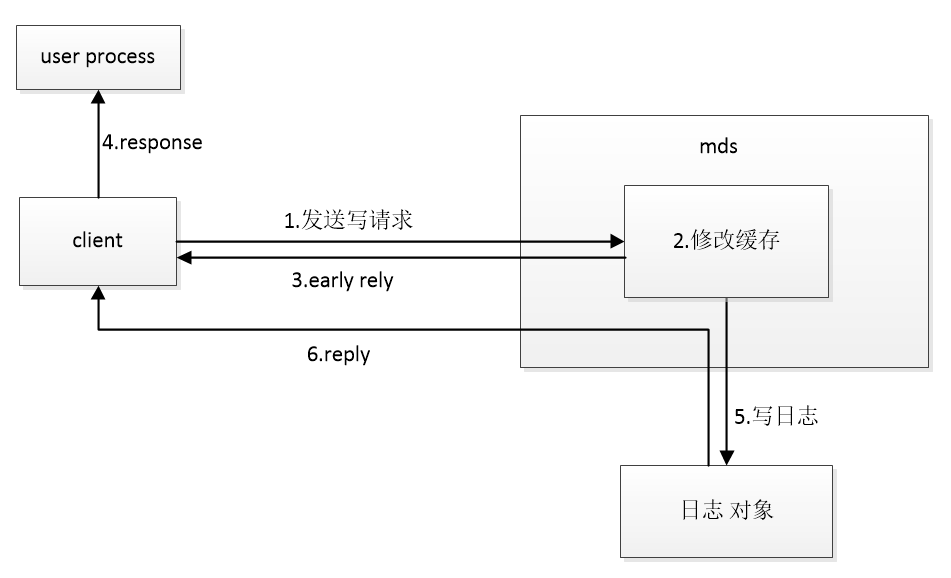 user process
4.response
mds
client
1.发送写请求
2.修改缓存
3.early rely
6.reply
5.写日志
日志 对象